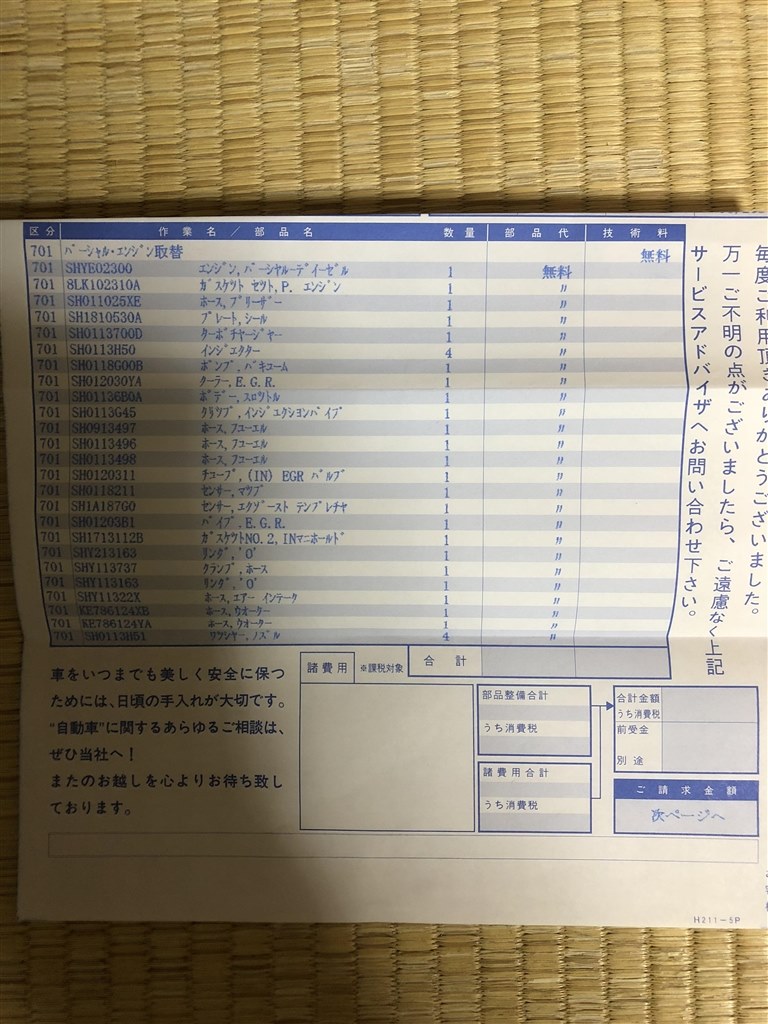 区分 作業名／部品名 数量 部品代 技術料
701 ﾊﾟｰｼｬﾙ･ｴﾝｼﾞﾝ取替 無料
701 SHYE02300 ｴﾝｼﾞﾝ,ﾊﾟｰｼｬﾙｰﾃﾞｲｰｾﾞﾙ 1 無料
701 8LK102310A ｶﾞｽｹﾂﾄ ｾﾂﾄ,P. ｴﾝｼﾞﾝ 1 〃
701 SH011025XE ﾎｰｽ,ﾌﾞﾘｰｻﾞｰ 1 〃
701 SH1810530A ﾌﾟﾚｰﾄ,ｼｰﾙ 1 〃
701 SH0113700D ﾀｰﾎﾞﾁﾔｰｼﾞﾔｰ 1 〃
701 SH0113H50 ｲﾝｼﾞｴｸﾀｰ 4 〃
701 SH0118G00B ﾎﾟﾝﾌﾟ,ﾊﾞｷﾕｰﾑ 1 〃
701 SH012030YA ｸｰﾗｰ,E.G.R. 1 〃
701 SH01136B0A ﾎﾞﾃﾞｰ,ｽﾛﾂﾄﾙ 1 〃
701 SH0113G45 ｸﾘﾂﾌﾟ,ｲﾝｼﾞｴｸｼﾖﾝﾊﾟｲﾌﾟ 1 〃
701 SH0913497 ﾎｰｽ,ﾌﾕｰｴﾙ 1 〃
701 SH0113496 ﾎｰｽ,ﾌﾕｰｴﾙ 1 〃
701 SH0113498 ﾎｰｽ,ﾌﾕｰｴﾙ 1 〃
701 SH0120311 ﾁﾕｰﾌﾞ,(IN) EGR ﾊﾞﾙﾌﾞ 1 〃
701 SH0118211 ｾﾝｻｰ,ﾏﾂﾌﾟ 1 〃
701 SH1A187G0 ｾﾝｻｰ,ｴｸｿﾞｰｽﾄ ﾃﾝﾌﾟﾚﾁﾔ 1 〃
701 SH01203B1 ﾊﾟｲﾌﾟ,E.G.R. 1 〃
701 SH1713112B ｶﾞｽｹﾂﾄNO.2,INﾏﾆﾎｰﾙﾄﾞ 1 〃
701 SHY213163 ﾘﾝｸﾞ,'O' 1 〃
701 SHY113737 ｸﾗﾝﾌﾟ,ﾎｰｽ 1 〃
701 SHY113163 ﾘﾝｸﾞ,'O' 1 〃
701 SHY11322X ﾎｰｽ,ｴｱｰ ｲﾝﾃｰｸ 1 〃
701 KE786124XB ﾎｰｽ,ｳｵｰﾀｰ 1 〃
701 KE786124YA ﾎｰｽ,ｳｵｰﾀｰ 1 〃
701 SH0113H51 ﾜﾂｼﾔｰ,ﾉｽﾞﾙ 4 〃
毎度ご利用頂きありがとうございました。
万一ご不明の点がございましたら、ご遠慮なく上記
サービスアドバイザへお問い合わせ下さい。
諸費用 ※課税対象 合計
車をいつまでも美しく安全に保つ
ためには、日頃の手入れが大切です。
“自動車”に関するあらゆるご相談は、
ぜひ当社へ！
またのお越しを心よりお待ち致し
ております。
部品整備合計
うち消費税
諸費用合計
うち消費税
合計金額
うち消費税
前受金
別途
ご請求金額
次ページへ
H211-5P